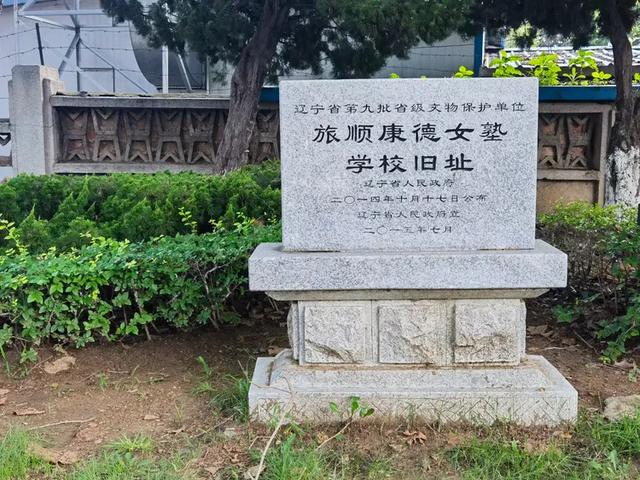 辽宁省第九批省级文物保护单位
旅顺康德女塾
学校旧址
辽宁省人民政府
二〇一四年十月十七日公布
辽宁省人民政府立
二〇一五年七月